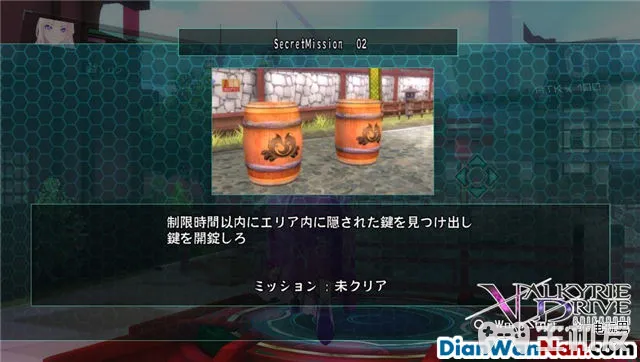 SecretMission 02
制限時間以内にエリア内に隠された鍵を見つけ出し
鍵を開錠しろ
ミッション：未クリア
VALKYRIE
DRIVE
DianWanNan.com